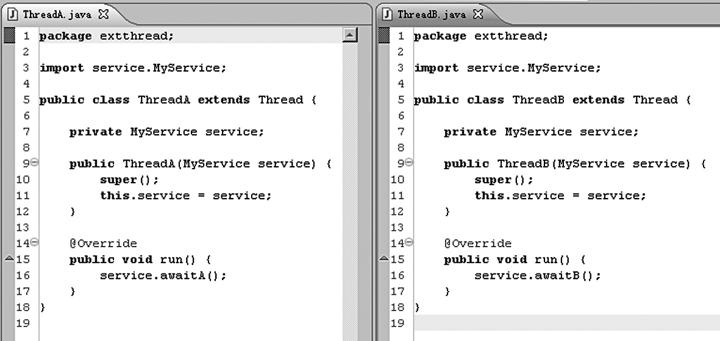 ThreadA.java
1 package extthread;
2
3 import service.MyService;
4
5 public class ThreadA extends Thread {
6
7     private MyService service;
8
9     public ThreadA(MyService service) {
10         super();
11         this.service = service;
12     }
13
14     @Override
15     public void run() {
16         service.awaitA();
17     }
18 }
19
ThreadB.java
1 package extthread;
2
3 import service.MyService;
4
5 public class ThreadB extends Thread {
6
7     private MyService service;
8
9     public ThreadB(MyService service) {
10         super();
11         this.service = service;
12     }
13
14     @Override
15     public void run() {
16         service.awaitB();
17     }
18 }
19